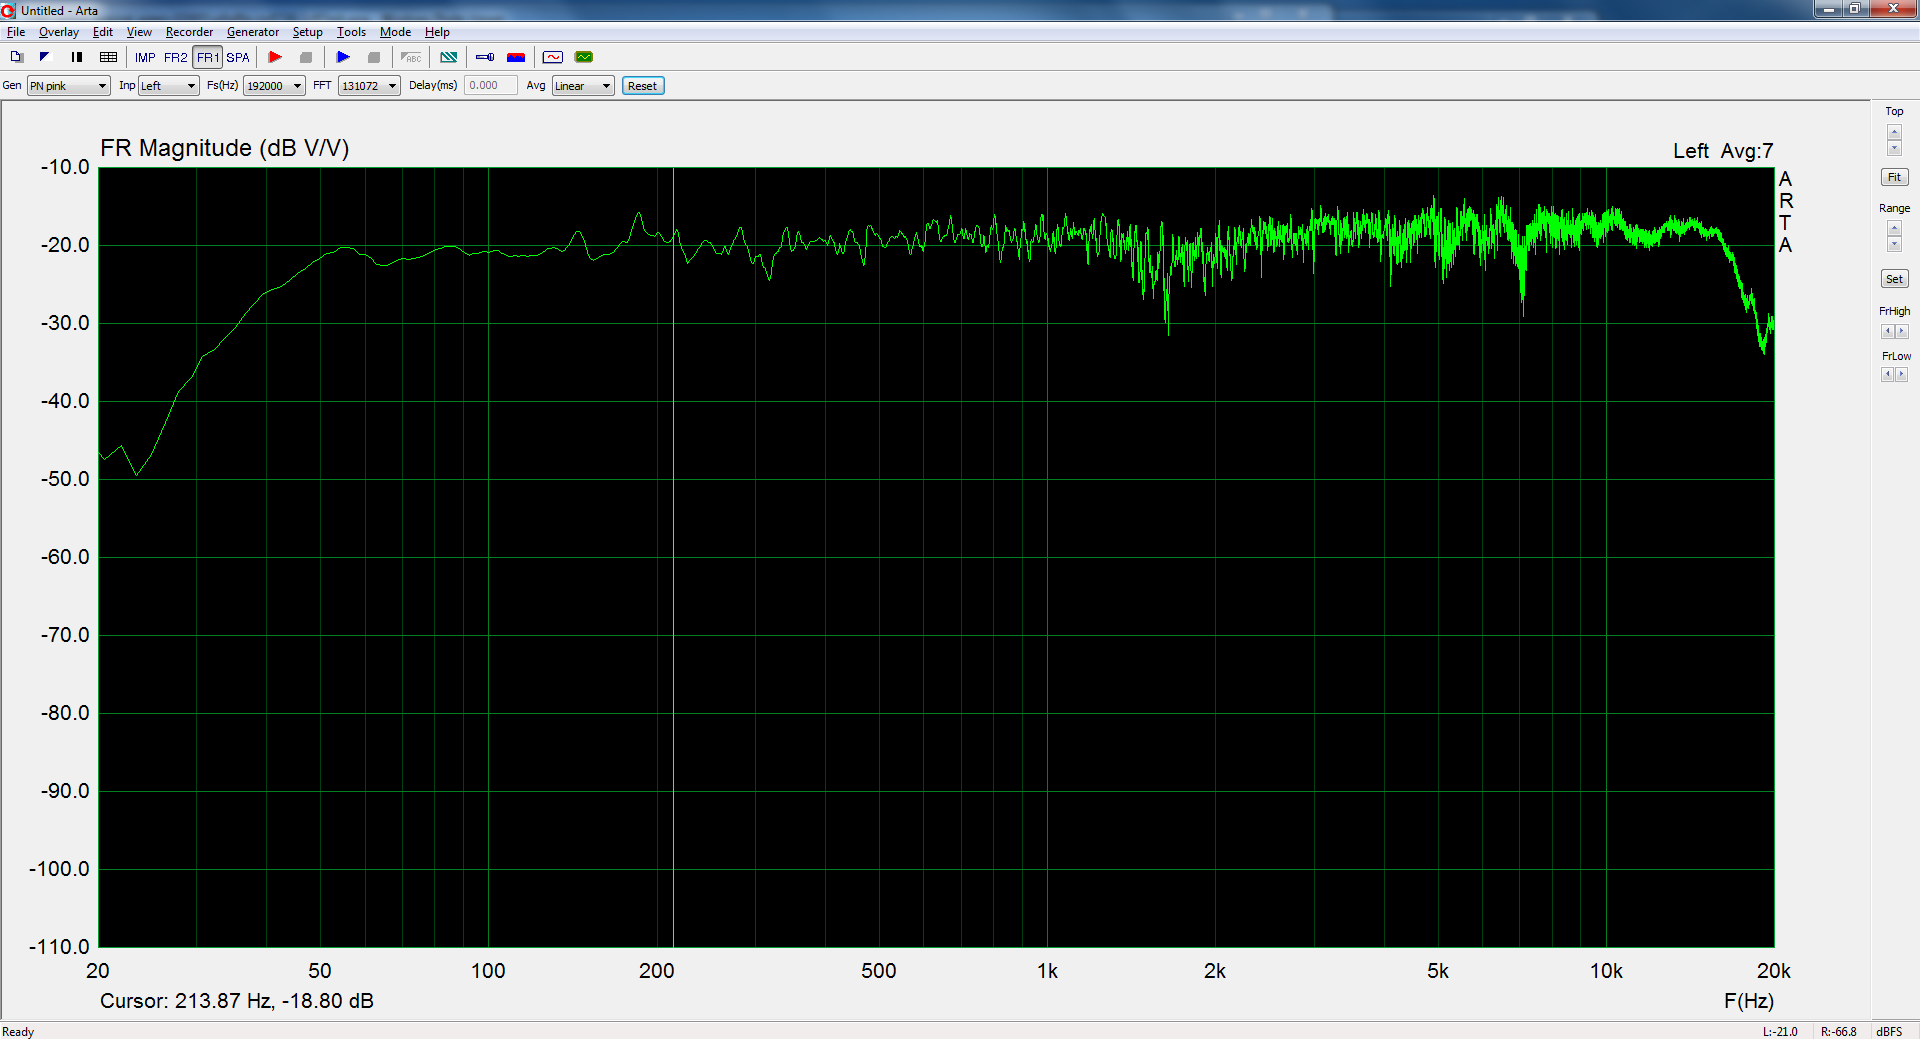 Untitled - Arta
File Overlay Edit View Recorder Generator Setup Tools Mode Help
IMP FR2 FR1 SPA ABC
Gen PN pink Inp Left Fs(Hz) 192000 FFT 131072 Delay(ms) 0.000 Avg Linear Reset
Top
Fit
Range
Set
FrHigh
FrLow
FR Magnitude (dB V/V)
Left Avg:7
A
R
T
A
-10.0
-20.0
-30.0
-40.0
-50.0
-60.0
-70.0
-80.0
-90.0
-100.0
-110.0
20 50 100 200 500 1k 2k 5k 10k 20k
Cursor: 213.87 Hz, -18.80 dB
F(Hz)
Ready L:-21.0 R:-66.8 dBFS